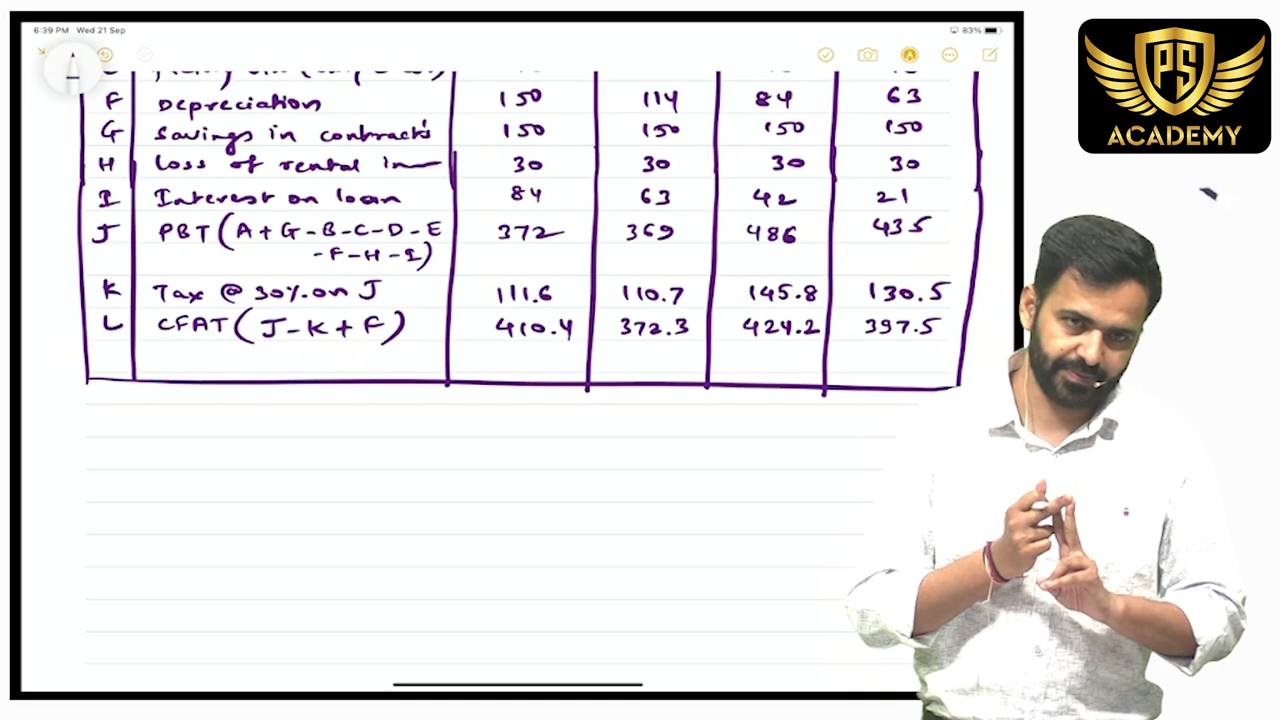 6:39 PM Wed 21 Sep
83%
PS
ACADEMY
F Depreciation 150 114 84 63
G Savings in contracts 150 150 150 150
H Loss of rental in 30 30 30 30
I Interest on loan 84 63 42 21
J PBT (A+G-B-C-D-E 372 369 486 435
-F-H-I)
K Tax @ 30% on J 111.6 110.7 145.8 130.5
L CFAT (J-K+F) 410.4 372.3 424.2 397.5